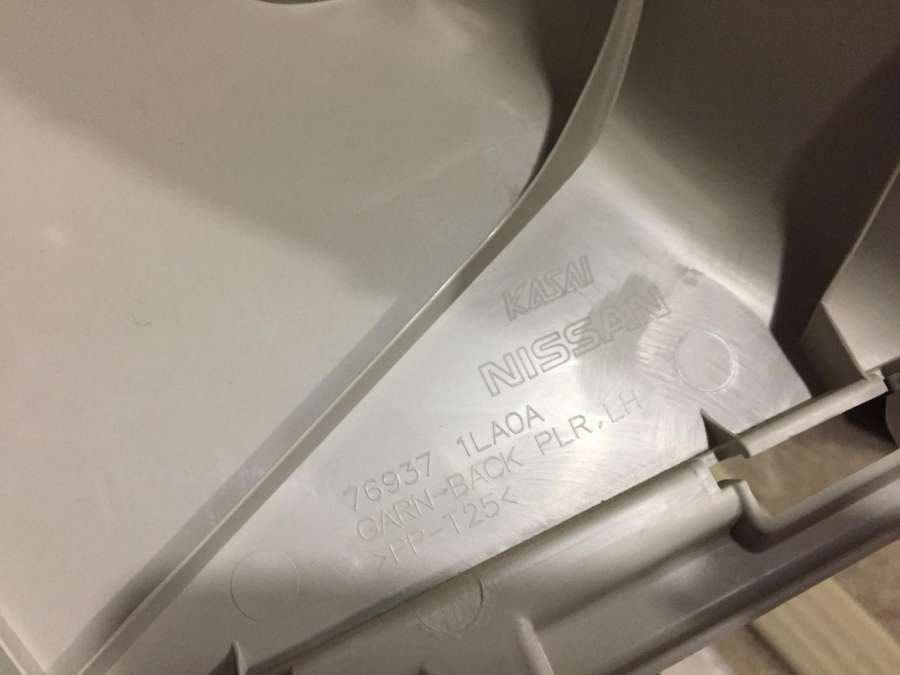 KASAI
NISSAN
76937 1LA0A
GARN-BACK PLR,LH
>PP-T25<